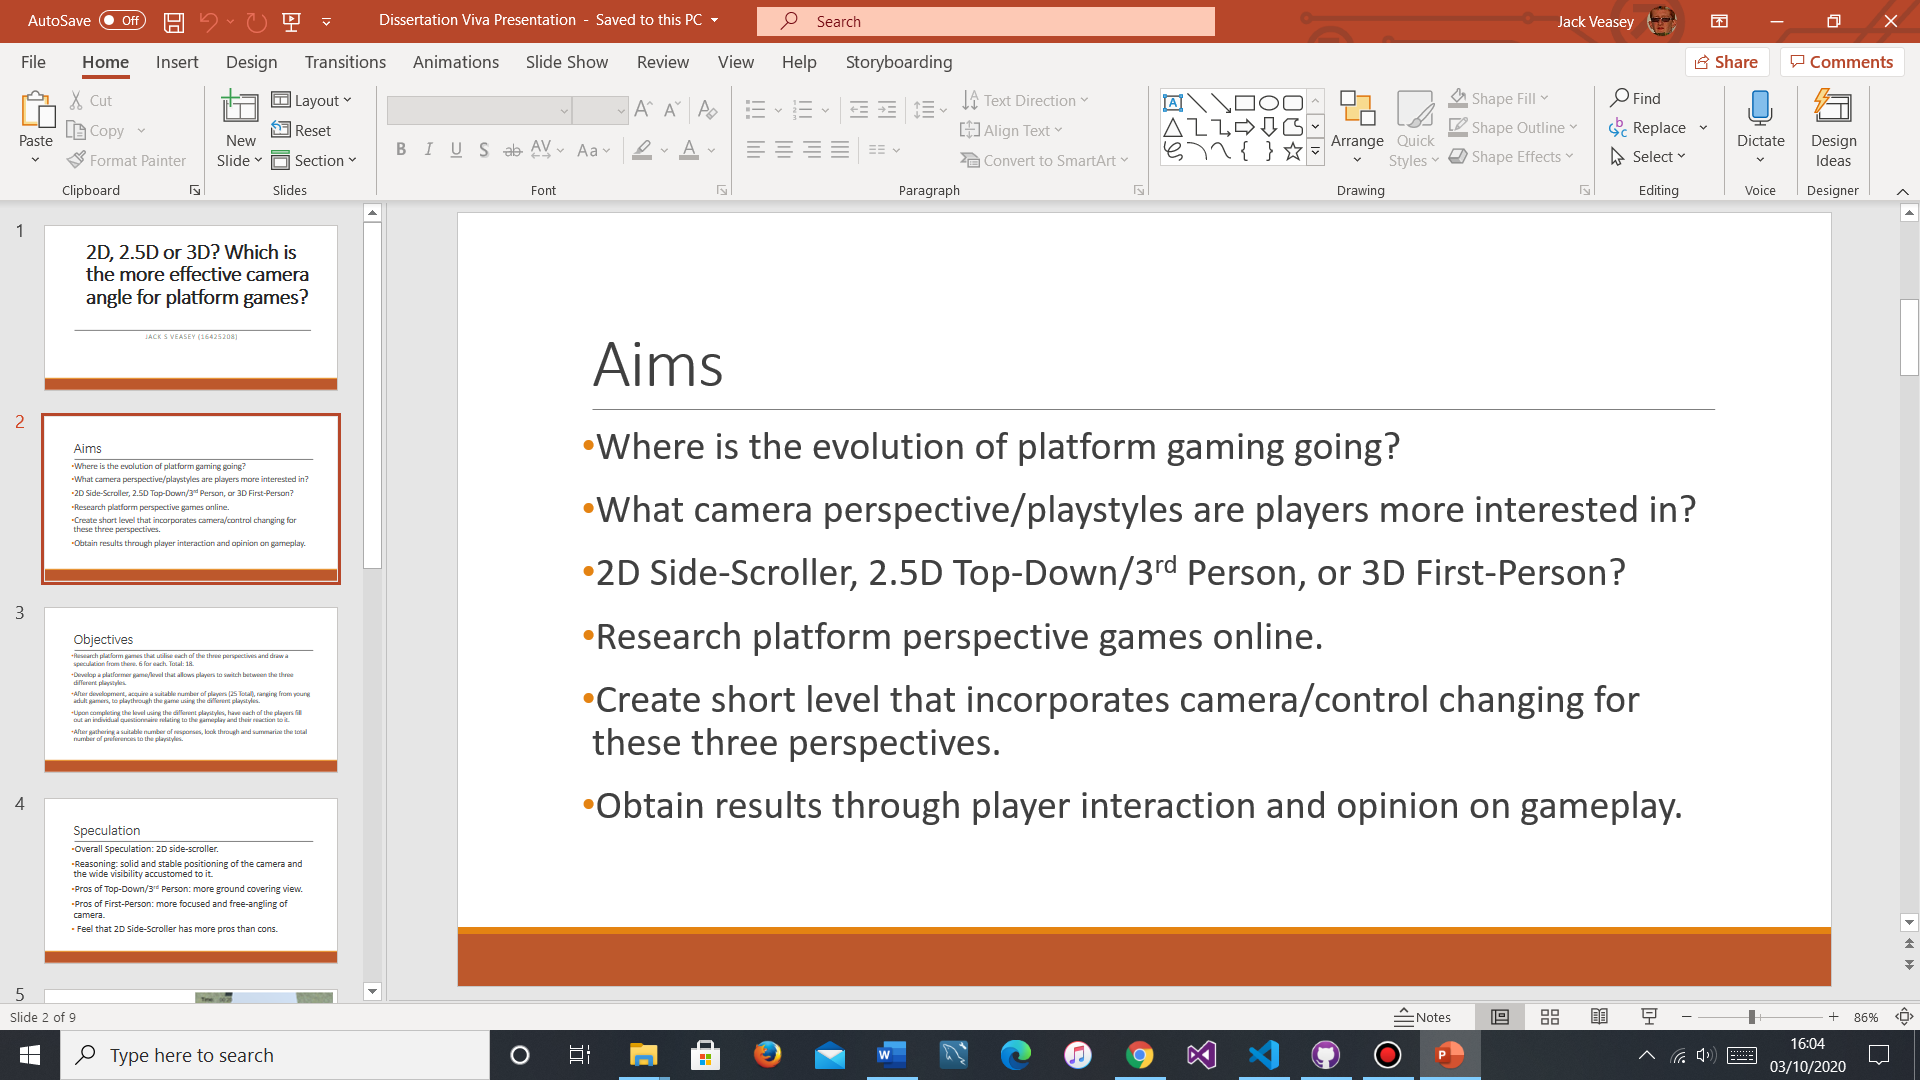 AutoSave Off
Dissertation Viva Presentation - Saved to this PC
Search
Jack Veasey
File Home Insert Design Transitions Animations Slide Show Review View Help Storyboarding
Share Comments
Paste
Cut
Copy
Format Painter
Clipboard
New
Slide
Layout
Reset
Section
Slides
B I U S ab AV Aa A
Font
Text Direction
Align Text
Convert to SmartArt
Paragraph
Arrange
Quick
Styles
Shape Fill
Shape Outline
Shape Effects
Drawing
Find
Replace
Select
Editing
Dictate
Voice
Design
Ideas
Designer
1
2D, 2.5D or 3D? Which is
the more effective camera
angle for platform games?
JACK S VEASEY (16425208)
2
Aims
•Where is the evolution of platform gaming going?
•What camera perspective/playstyles are players more interested in?
•2D Side-Scroller, 2.5D Top-Down/3rd Person, or 3D First-Person?
•Research platform perspective games online.
•Create short level that incorporates camera/control changing for
these three perspectives.
•Obtain results through player interaction and opinion on gameplay.
3
Objectives
•Research platform games that utilise each of the three perspectives and draw a
speculation from there. 6 for each. Total: 18.
•Develop a platformer game/level that allows players to switch between the three
different playstyles.
•After development, acquire a suitable number of players (25 Total), ranging from young
adult gamers, to playthrough the game using the different playstyles.
•Upon completing the level using the different playstyles, have each of the players fill
out an individual questionnaire relating to the gameplay and their reaction to it.
•After gathering a suitable number of responses, look through and summarize the total
number of preferences to the playstyles.
4
Speculation
•Overall Speculation: 2D side-scroller.
•Reasoning: solid and stable positioning of the camera and
the wide visibility accustomed to it.
•Pros of Top-Down/3rd Person: more ground covering view.
•Pros of First-Person: more focused and free-angling of
camera.
• Feel that 2D Side-Scroller has more pros than cons.
5
Aims
•Where is the evolution of platform gaming going?
•What camera perspective/playstyles are players more interested in?
•2D Side-Scroller, 2.5D Top-Down/3rd Person, or 3D First-Person?
•Research platform perspective games online.
•Create short level that incorporates camera/control changing for
these three perspectives.
•Obtain results through player interaction and opinion on gameplay.
Slide 2 of 9
Notes
86%
Type here to search
16:04
03/10/2020